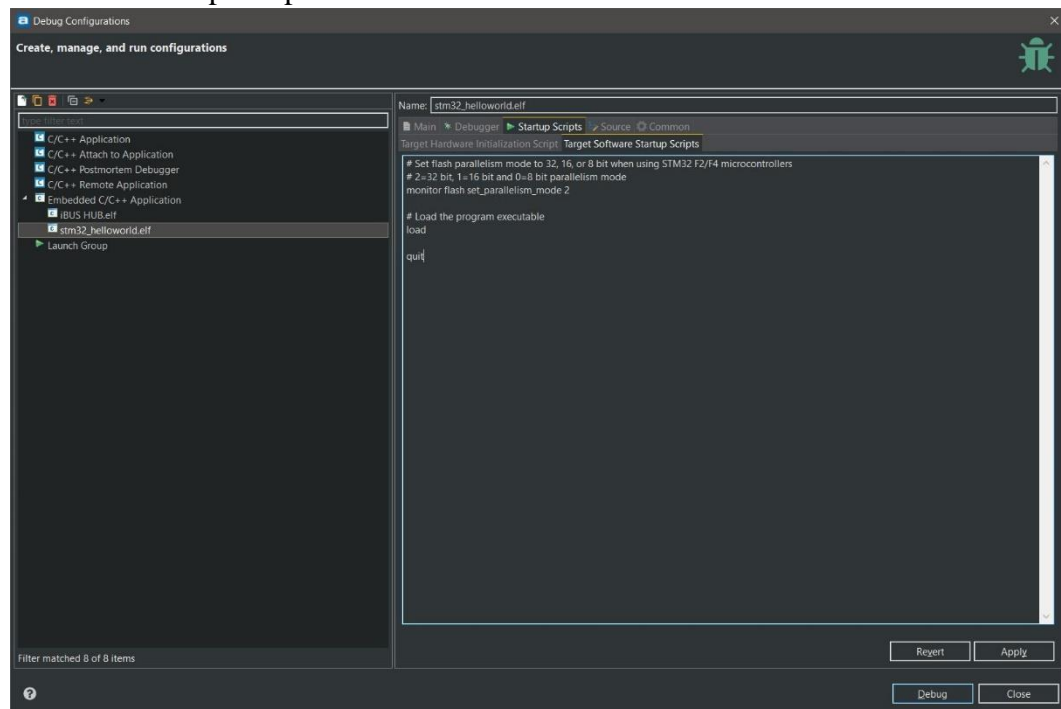 Debug Configurations
Create, manage, and run configurations
type filter text
C/C++ Application
C/C++ Attach to Application
C/C++ Postmortem Debugger
C/C++ Remote Application
Embedded C/C++ Application
iBUS HUB.elf
stm32_helloworld.elf
Launch Group
Filter matched 8 of 8 items
Name: stm32_helloworld.elf
Main Debugger Startup Scripts Source Common
Target Hardware Initialization Script Target Software Startup Scripts
# Set flash parallelism mode to 32, 16, or 8 bit when using STM32 F2/F4 microcontrollers
# 2=32 bit, 1=16 bit and 0=8 bit parallelism mode
monitor flash set_parallelism_mode 2
# Load the program executable
load
quit
Revert Apply
Debug Close